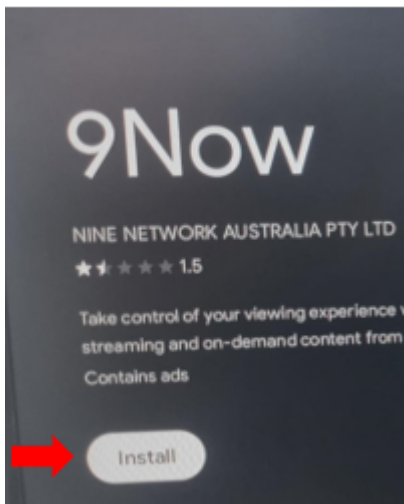 9Now
NINE NETWORK AUSTRALIA PTY LTD
1.5
Take control of your viewing experience
streaming and on-demand content from
Contains ads
Install